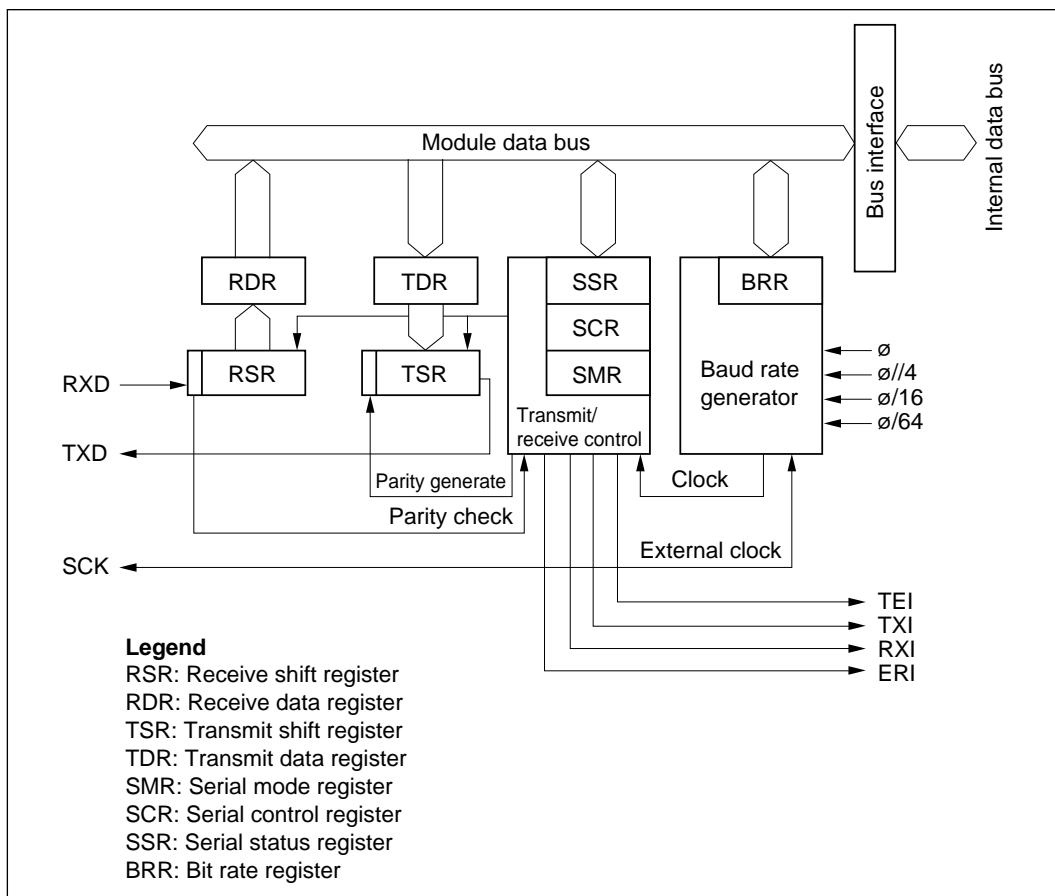 Module data bus
Bus interface
Internal data bus
RDR
TDR
SSR
BRR
SCR
RSR
TSR
SMR
Baud rate
generator
ø
ø//4
ø/16
ø/64
RXD
TXD
SCK
Transmit/
receive control
Parity generate
Parity check
Clock
External clock
TEI
TXI
RXI
ERI
Legend
RSR: Receive shift register
RDR: Receive data register
TSR: Transmit shift register
TDR: Transmit data register
SMR: Serial mode register
SCR: Serial control register
SSR: Serial status register
BRR: Bit rate register